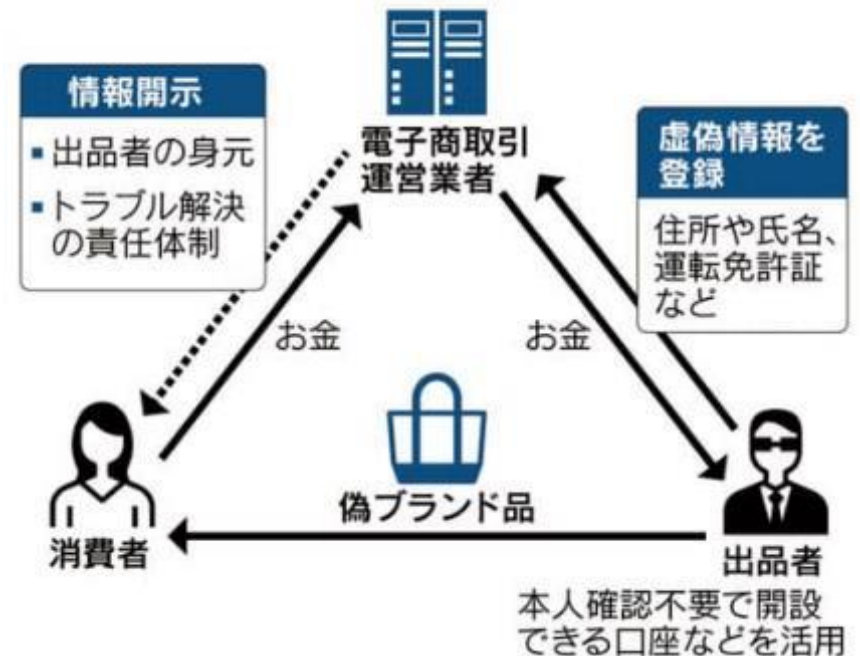 情報開示
▪出品者の身元
▪トラブル解決
の責任体制
電子商取引
運営業者
虚偽情報を
登録
住所や氏名、
運転免許証
など
お金
お金
偽ブランド品
消費者
出品者
本人確認不要で開設
できる口座などを活用